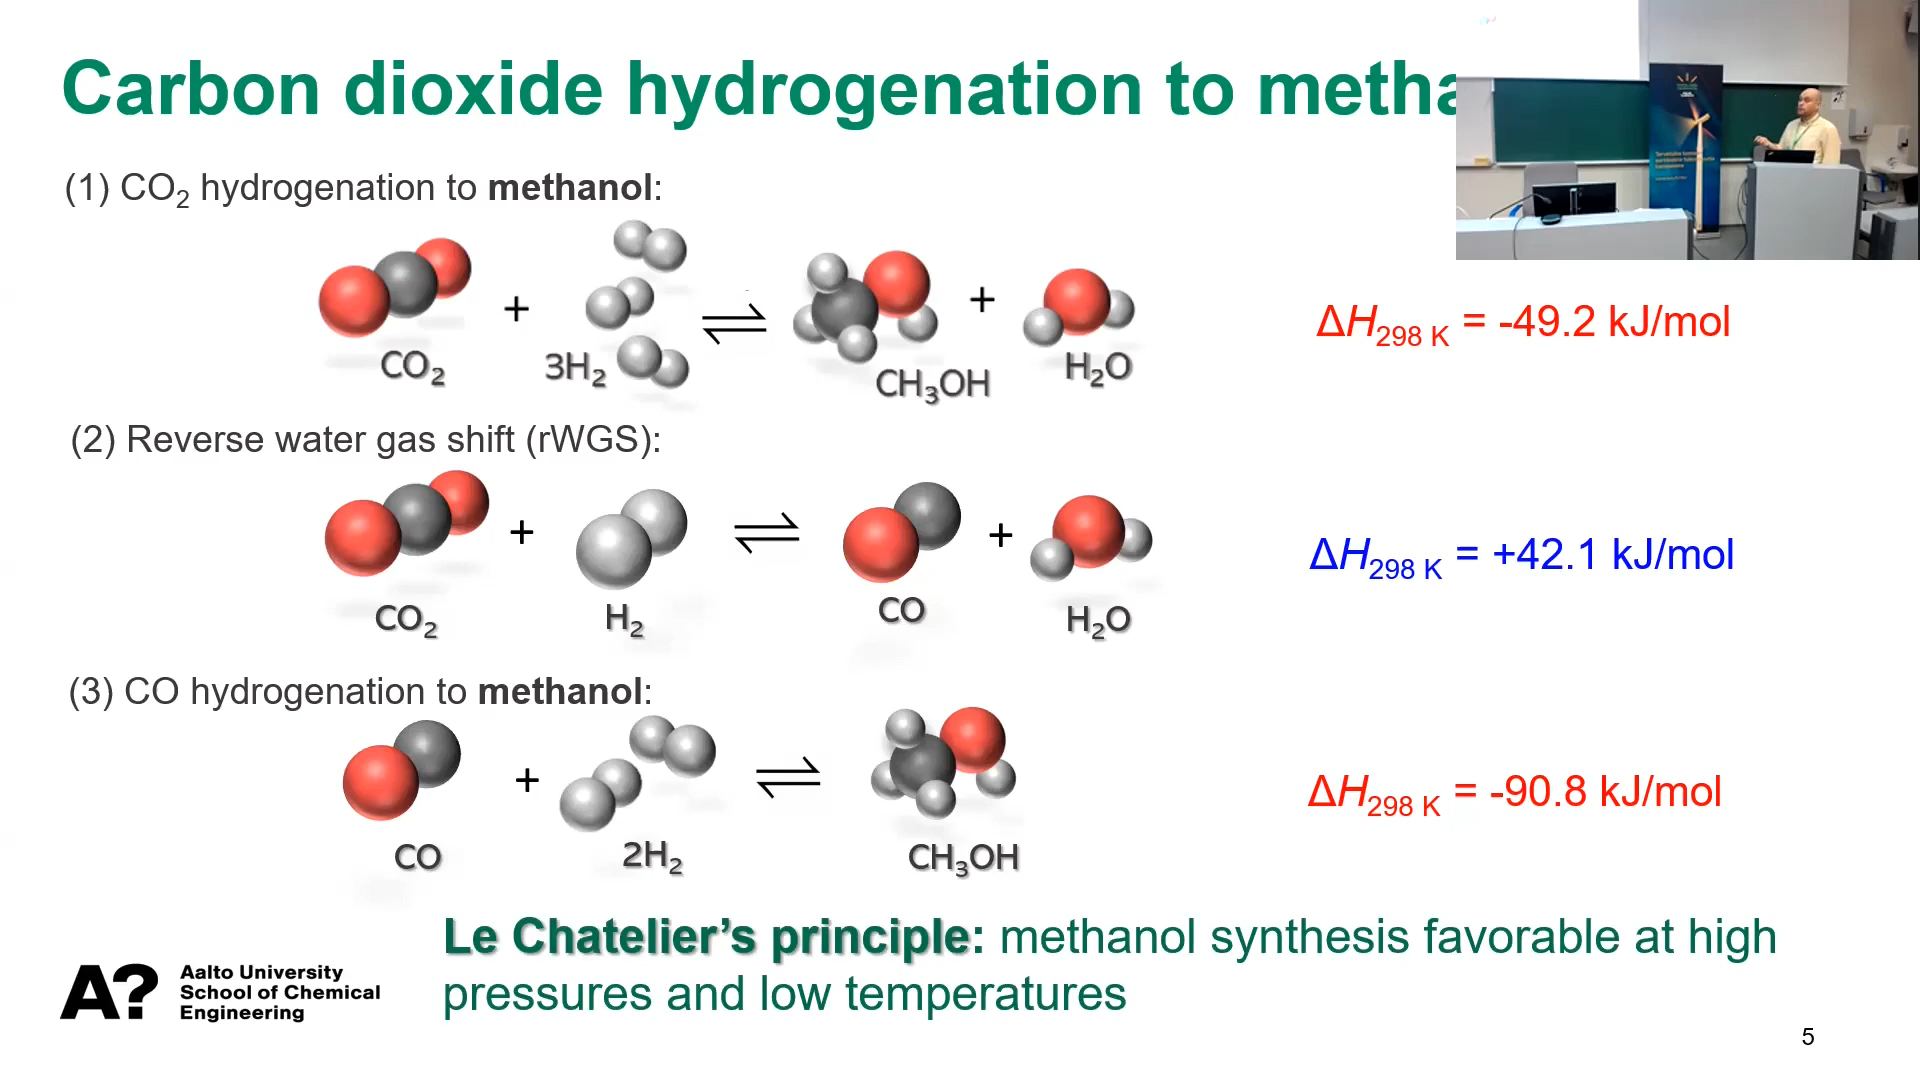 Carbon dioxide hydrogenation to metha
(1) CO₂ hydrogenation to methanol:
CO₂ + 3H₂ ⇌ CH₃OH + H₂O
ΔH₂₉₈ K = -49.2 kJ/mol
(2) Reverse water gas shift (rWGS):
CO₂ + H₂ ⇌ CO + H₂O
ΔH₂₉₈ K = +42.1 kJ/mol
(3) CO hydrogenation to methanol:
CO + 2H₂ ⇌ CH₃OH
ΔH₂₉₈ K = -90.8 kJ/mol
Le Chatelier’s principle: methanol synthesis favorable at high
pressures and low temperatures
A?
Aalto University
School of Chemical
Engineering
5